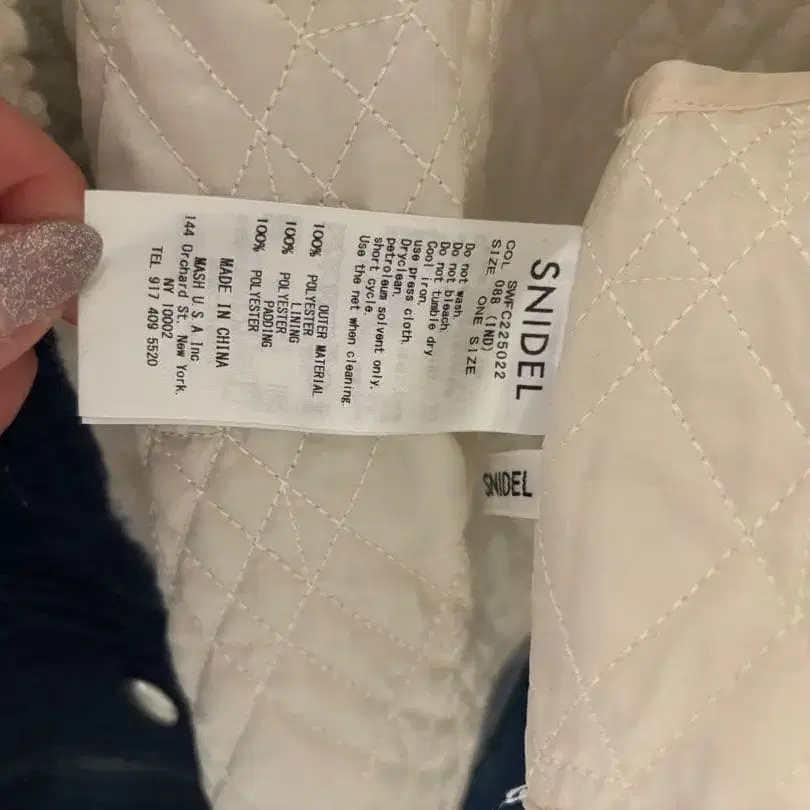 SNIDEL
SWFC225022
COL 088 (IND)
SIZE ONE SIZE
Do not wash.
Do not bleach.
Do not tumble dry
Cool iron.
use press cloth.
Dryclean.
petroleum solvent only.
short cycle.
Use the net when cleaning.
OUTER MATERIAL
100% POLYESTER
LINING
100% POLYESTER
PADDING
100% POLYESTER
MADE IN CHINA
MASH U.S.A Inc
144 Orchard St. New York.
NY 10002
TEL 917 409 5520
SNIDEL